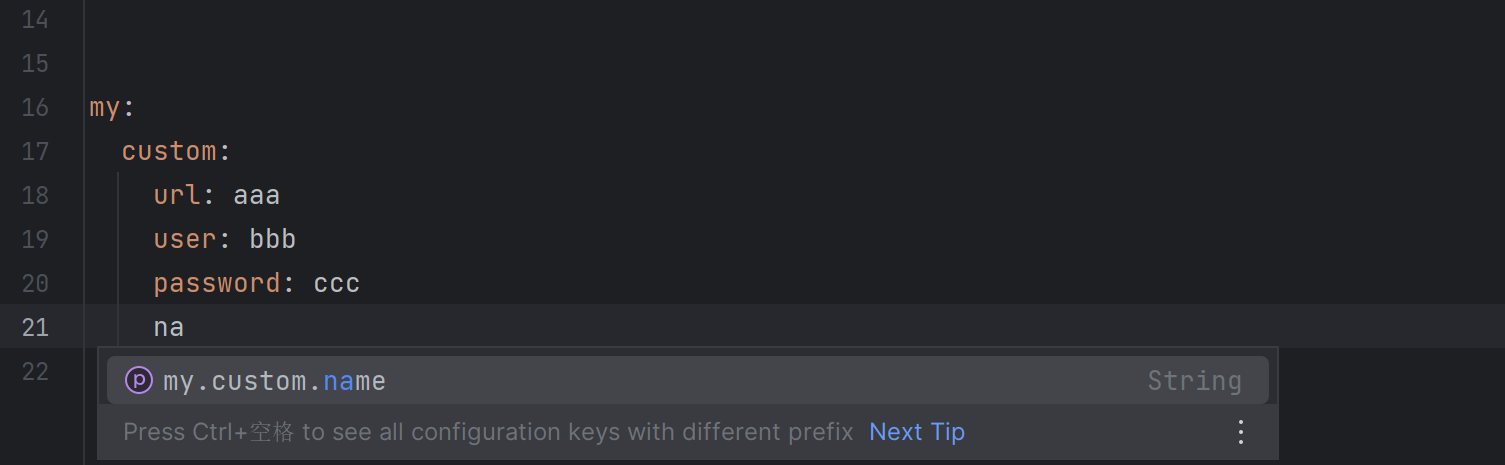 14
15
16 my:
17 custom:
18 url: aaa
19 user: bbb
20 password: ccc
21 na
22
p my.custom.name String
Press Ctrl+空格 to see all configuration keys with different prefix Next Tip